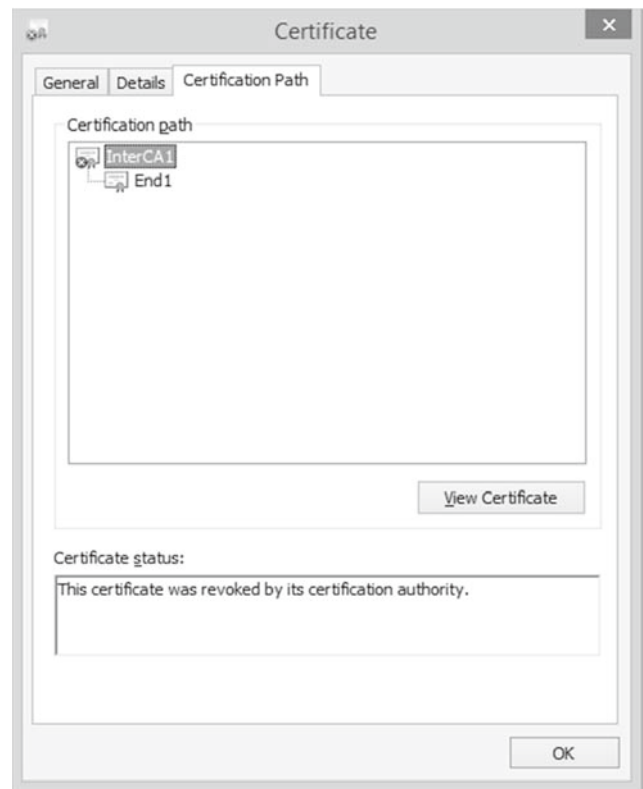 Certificate
General Details Certification Path
Certification path
InterCA1
End1
View Certificate
Certificate status:
This certificate was revoked by its certification authority.
OK